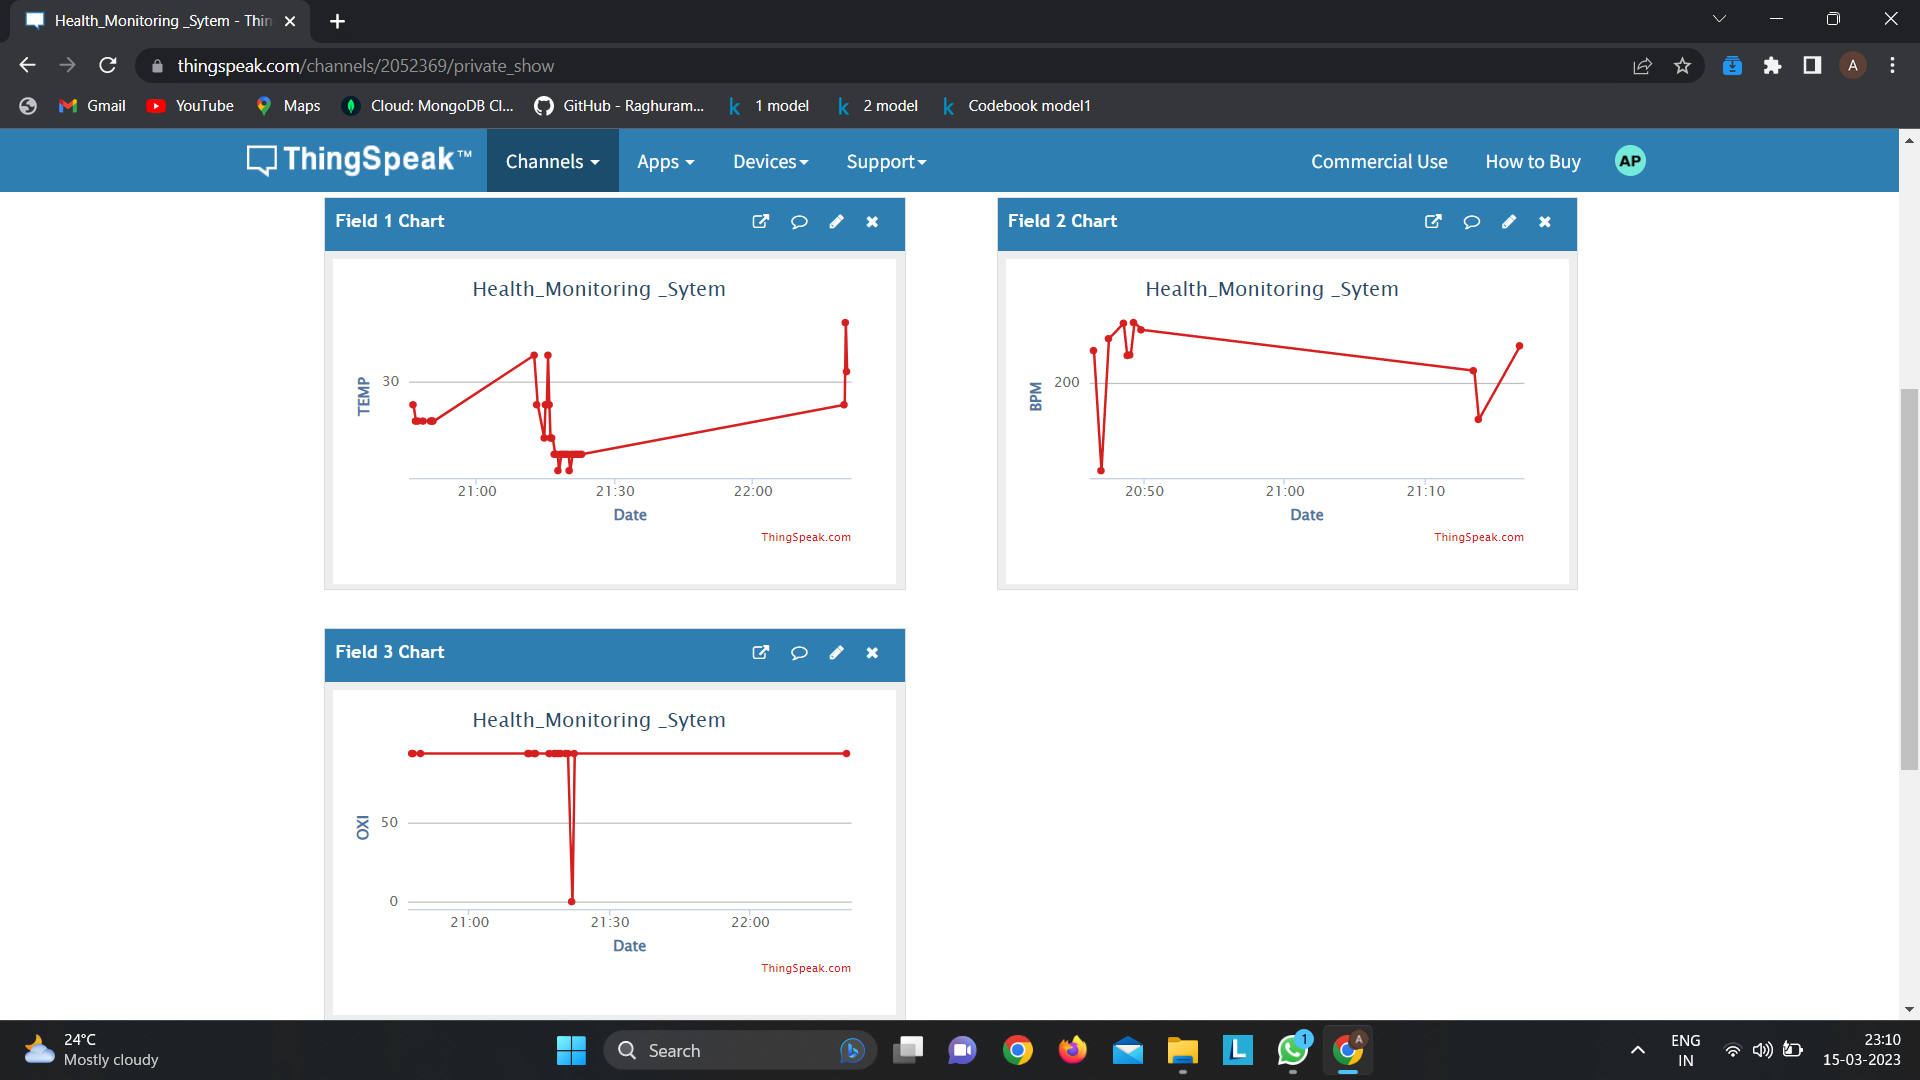 Health_Monitoring _Sytem - Thin
thingspeak.com/channels/2052369/private_show
A
Gmail
YouTube
Maps
Cloud: MongoDB Cl...
GitHub - Raghuram...
k 1 model
k 2 model
k Codebook model1
ThingSpeak™
Channels
Apps
Devices
Support
Commercial Use
How to Buy
AP
Field 1 Chart
Health_Monitoring _Sytem
TEMP
30
21:00 21:30 22:00
Date
ThingSpeak.com
Field 2 Chart
Health_Monitoring _Sytem
BPM
200
20:50 21:00 21:10
Date
ThingSpeak.com
Field 3 Chart
Health_Monitoring _Sytem
OXI
50
0
21:00 21:30 22:00
Date
ThingSpeak.com
24°C
Mostly cloudy
Search
L
1
A
ENG
IN
23:10
15-03-2023